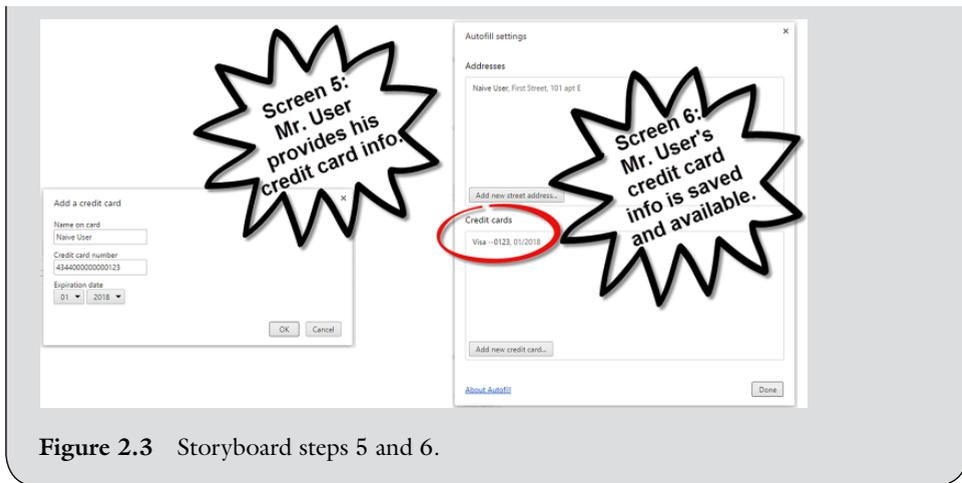 Screen 5:
Mr. User
provides his
credit card info.
Add a credit card
×
Name on card
Naive User
Credit card number
4344000000000123
Expiration date
01
2018
OK
Cancel
Autofill settings
×
Addresses
Naive User, First Street, 101 apt E
Add new street address...
Screen 6:
Mr. User's
credit card
info is saved
and available.
Credit cards
Visa --0123, 01/2018
Add new credit card...
About Autofill
Done
Figure 2.3 Storyboard steps 5 and 6.